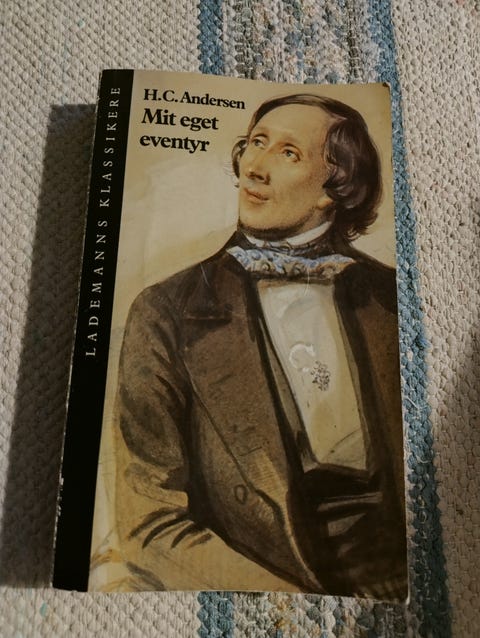 H.C. Andersen
Mit eget
eventyr
LADEMANNS KLASSIKERE